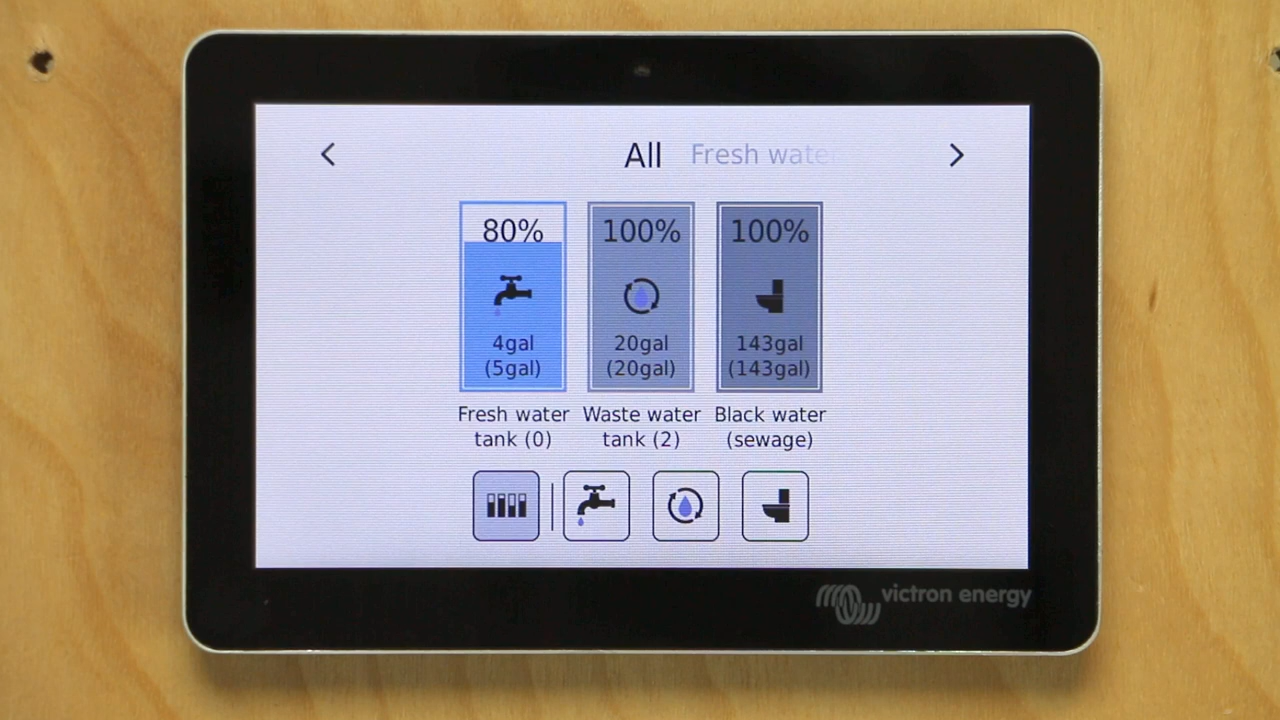 All Fresh wate
80% 100% 100%
4gal 20gal 143gal
(5gal) (20gal) (143gal)
Fresh water Waste water Black water
tank (0) tank (2) (sewage)
victron energy